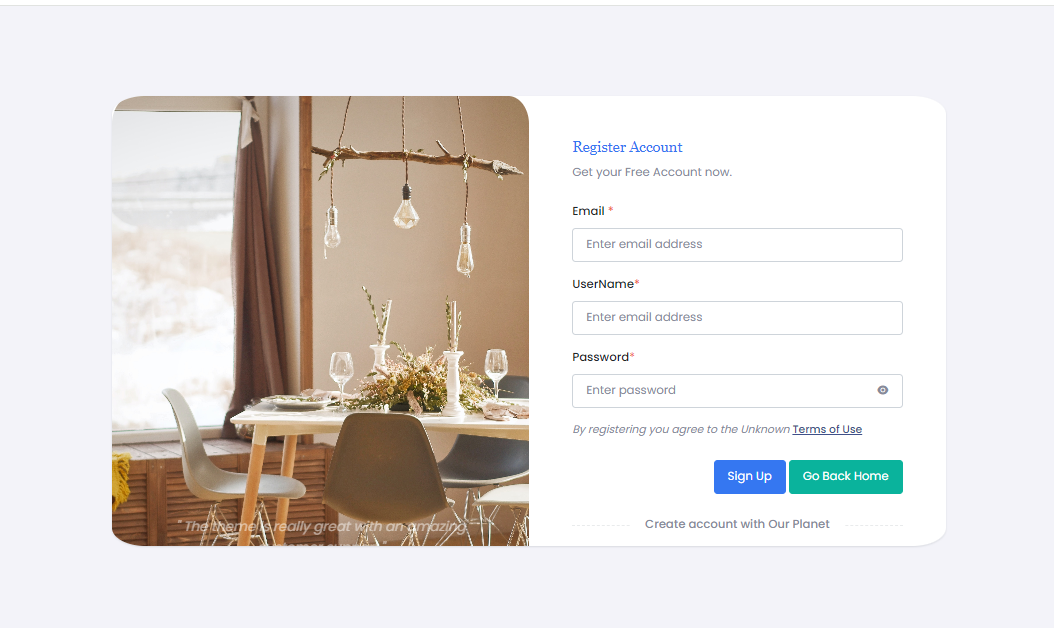 Register Account
Get your Free Account now.
Email *
Enter email address
UserName*
Enter email address
Password*
Enter password
By registering you agree to the Unknown Terms of Use
Sign Up Go Back Home
Create account with Our Planet
" The theme is really great with an amazing